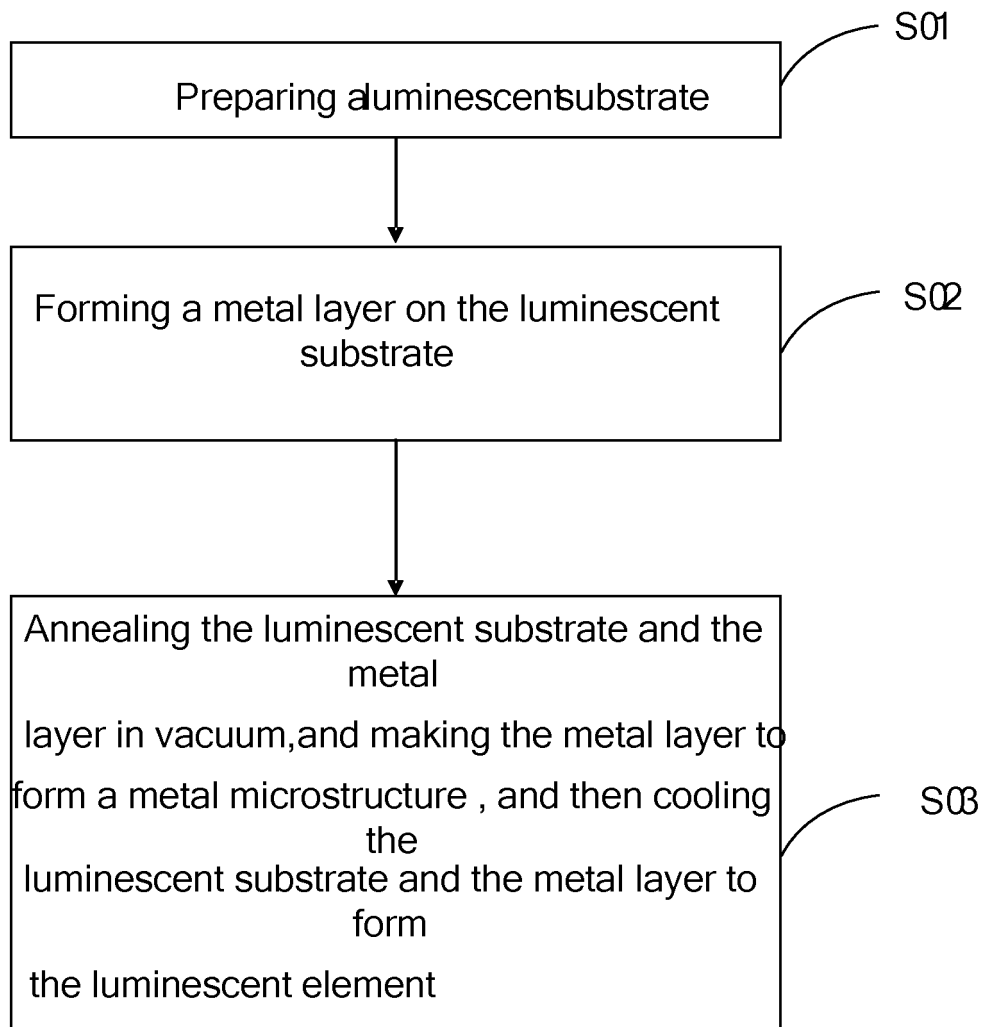 S01
Preparing a luminescent substrate
Forming a metal layer on the luminescent
substrate
S02
Annealing the luminescent substrate and the
metal
layer in vacuum,and making the metal layer to
form a metal microstructure , and then cooling
the
luminescent substrate and the metal layer to
form
the luminescent element
S03